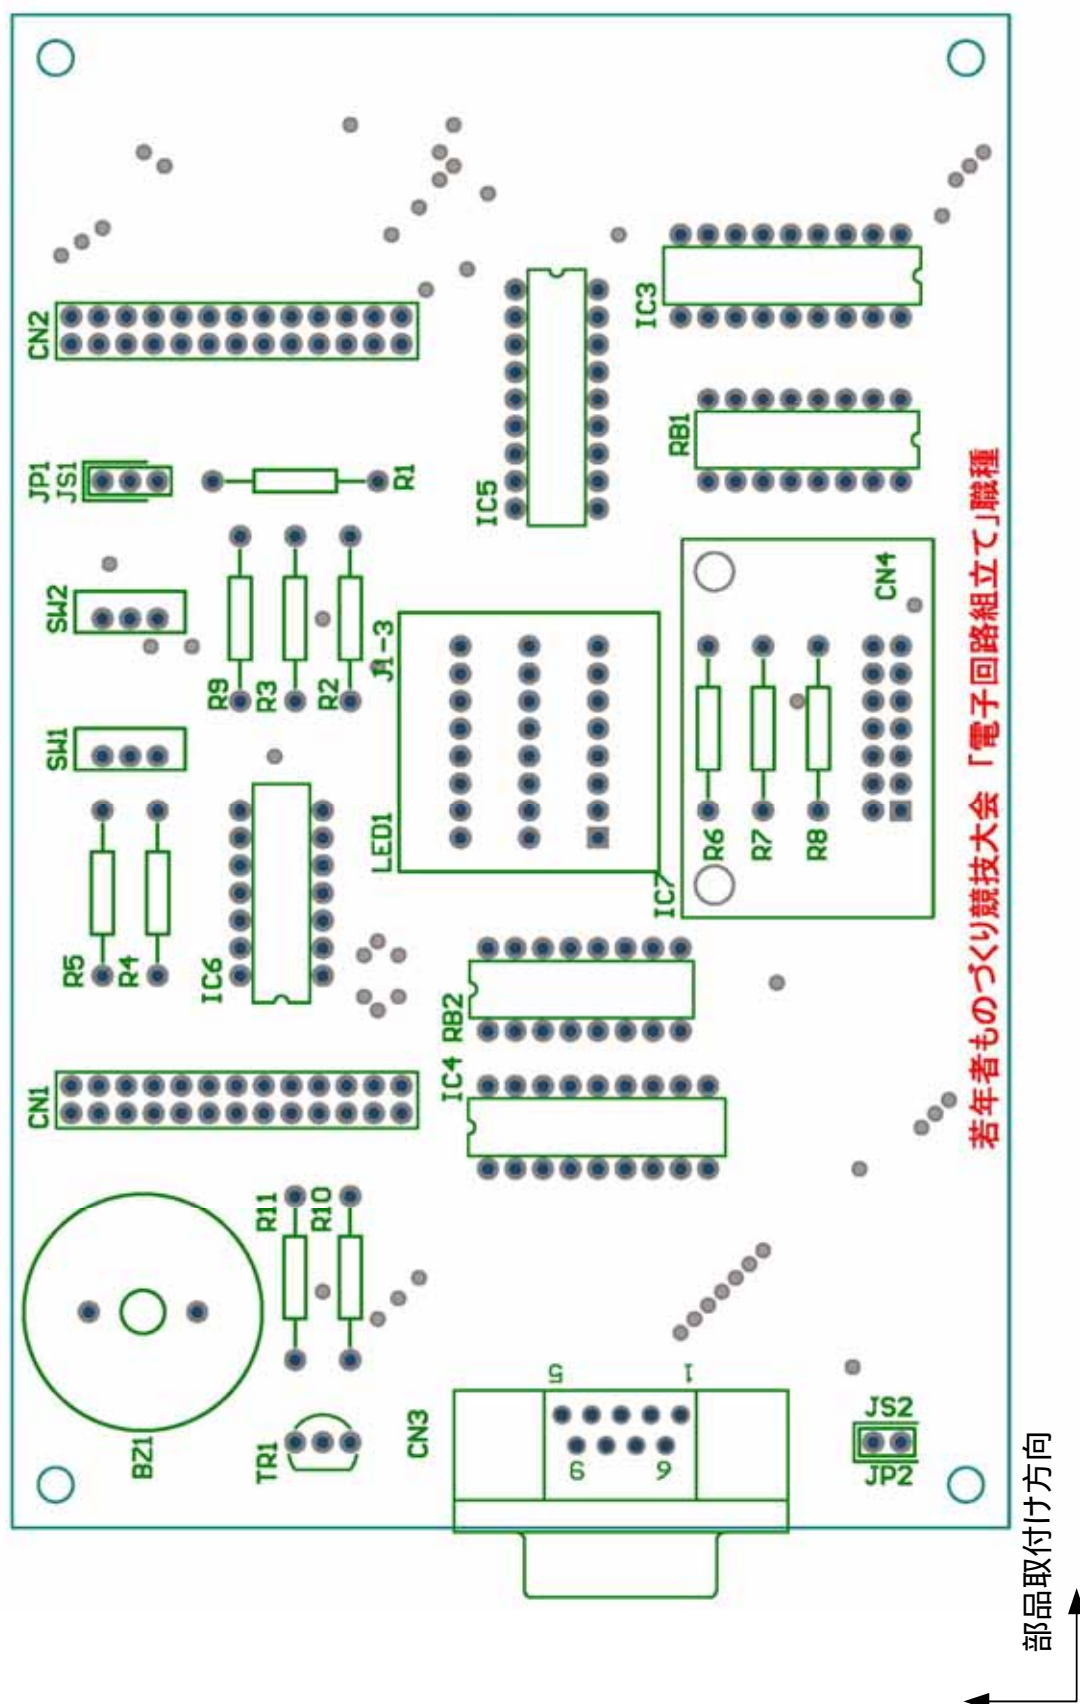 CN2
JP1
JS1
R1
SW2
R9
R3
R2
J1-3
SW1
LED1
R5
R4
IC6
CN1
IC5
IC3
RB1
CN4
R6
R7
R8
IC7
RB2
IC4
R11
R10
BZ1
TR1
CN3
5
1
9
6
JS2
JP2
若年者ものづくり競技大会 「電子回路組立て」職種
部品取付け方向